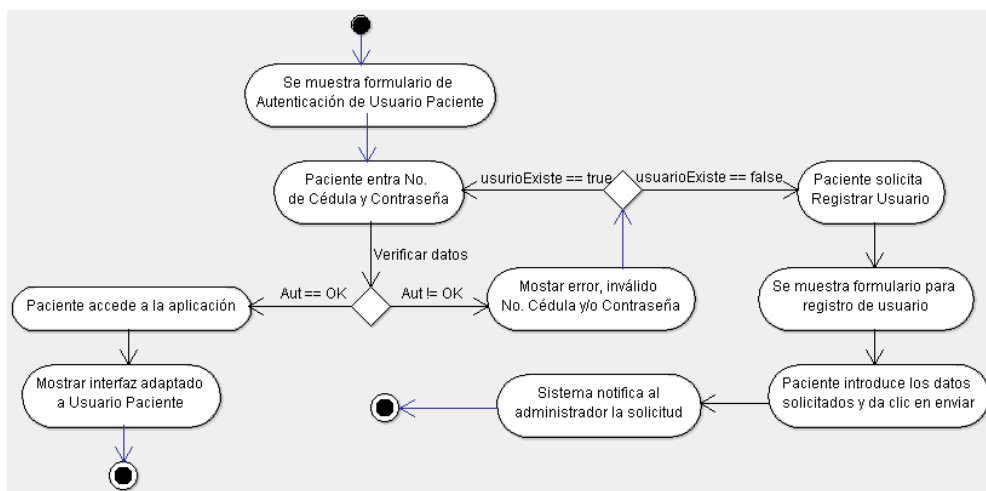 Se muestra formulario de
Autenticación de Usuario Paciente
Paciente entra No.
de Cédula y Contraseña
usurioExiste == true
usuarioExiste == false
Paciente solicita
Registrar Usuario
Verificar datos
Aut == OK
Aut != OK
Paciente accede a la aplicación
Mostar error, inválido
No. Cédula y/o Contraseña
Se muestra formulario para
registro de usuario
Mostrar interfaz adaptado
a Usuario Paciente
Sistema notifica al
administrador la solicitud
Paciente introduce los datos
solicitados y da clic en enviar